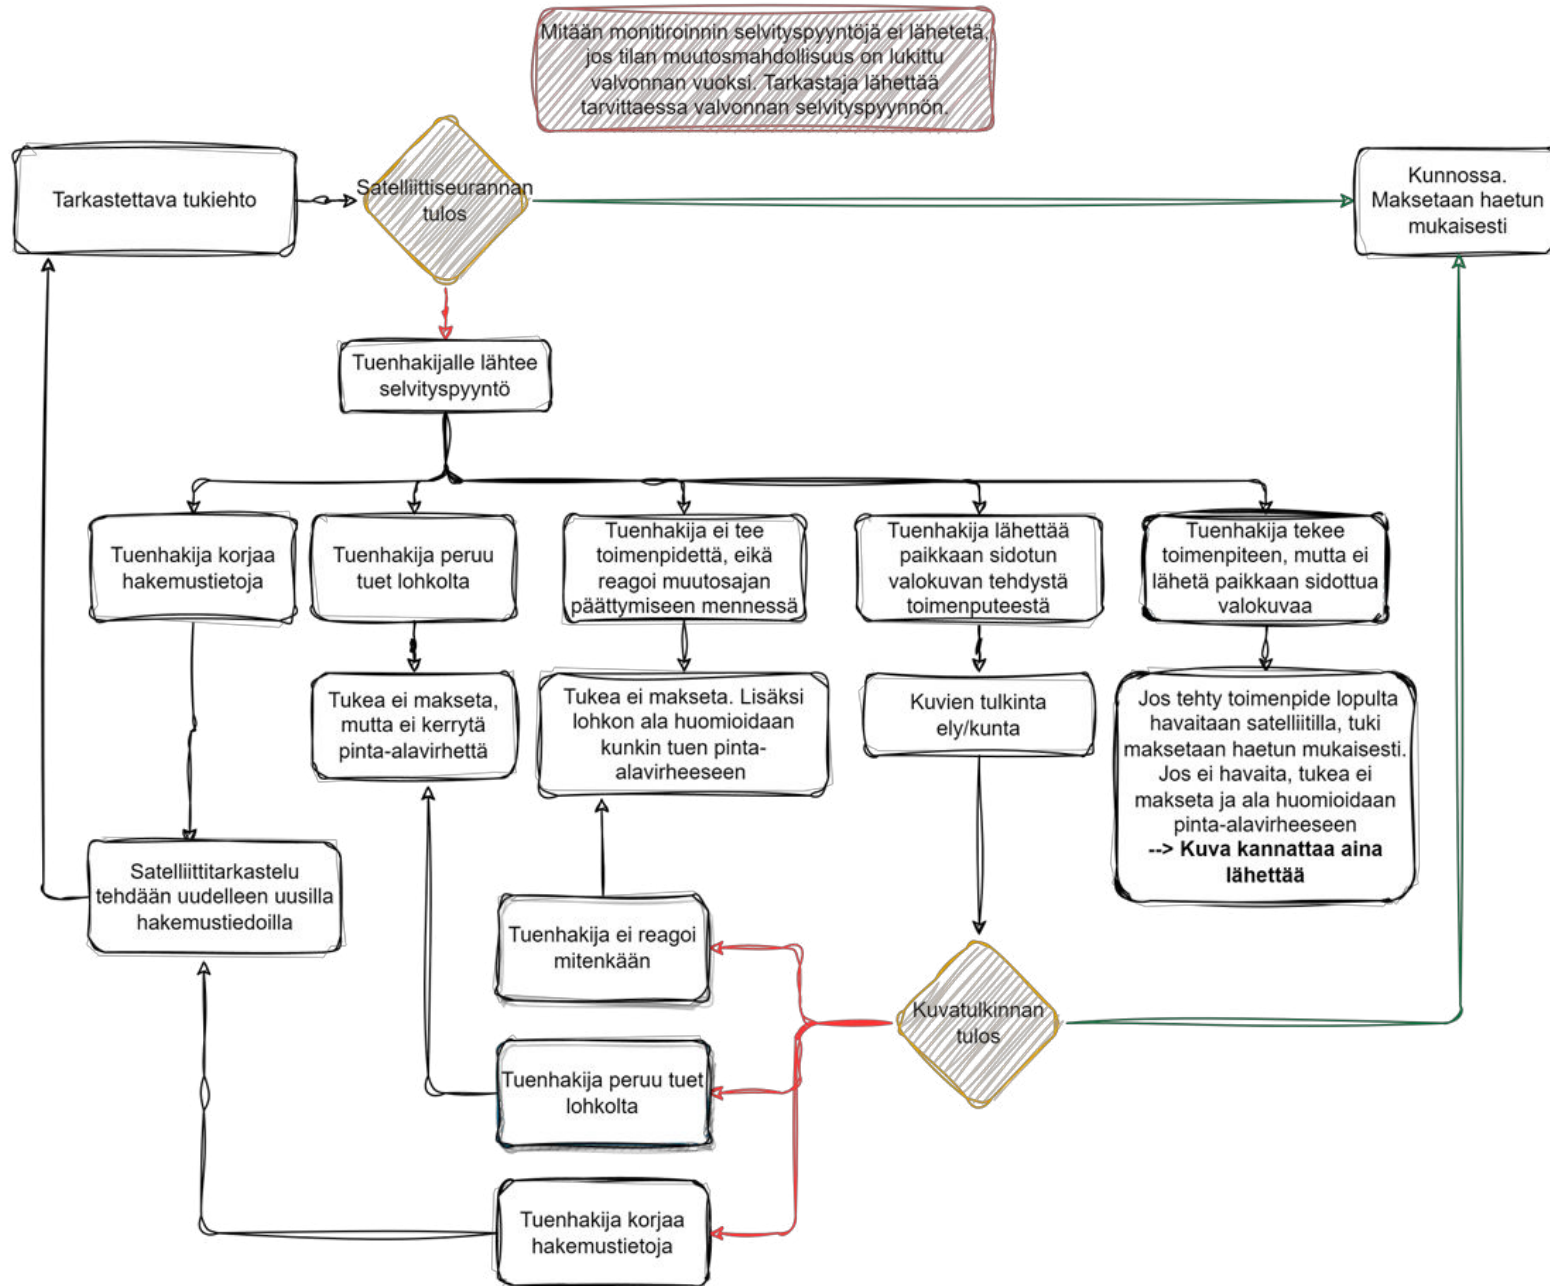 Mitään monitiroinnin selvityspyyntöjä ei lähetetä,
jos tilan muutosmahdollisuus on lukittu
valvonnan vuoksi. Tarkastaja lähettää
tarvittaessa valvonnan selvityspyynnön.
Tarkastettava tukiehto
Satelliittiseurannan
tulos
Kunnossa.
Maksetaan haetun
mukaisesti
Tuenhakijalle lähtee
selvityspyyntö
Tuenhakija korjaa
hakemustietoja
Tuenhakija peruu
tuet lohkolta
Tuenhakija ei tee
toimenpidettä, eikä
reagoi muutosajan
päättymiseen mennessä
Tuenhakija lähettää
paikkaan sidotun
valokuvan tehdystä
toimenputeestä
Tuenhakija tekee
toimenpiteen, mutta ei
lähetä paikkaan sidottua
valokuvaa
Tukea ei makseta,
mutta ei kerrytä
pinta-alavirhettä
Tukea ei makseta. Lisäksi
lohkon ala huomioidaan
kunkin tuen pinta-
alavirheeseen
Kuvien tulkinta
ely/kunta
Jos tehty toimenpide lopulta
havaitaan satelliitilla, tuki
maksetaan haetun mukaisesti.
Jos ei havaita, tukea ei
makseta ja ala huomioidaan
pinta-alavirheeseen
--> Kuva kannattaa aina
lähettää
Satelliittitarkastelu
tehdään uudelleen uusilla
hakemustiedoilla
Tuenhakija ei reagoi
mitenkään
Kuvatulkinnan
tulos
Tuenhakija peruu tuet
lohkolta
Tuenhakija korjaa
hakemustietoja